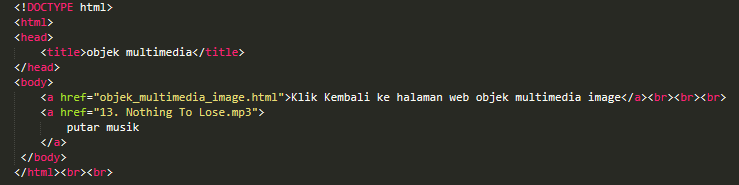 <!DOCTYPE html>
<html>
<head>
    <title>objek multimedia</title>
</head>
<body>
    <a href="objek_multimedia_image.html">Klik Kembali ke halaman web objek multimedia image</a><br><br><br>
    <a href="13. Nothing To Lose.mp3">
        putar musik
    </a>
 </body>
</html><br><br>